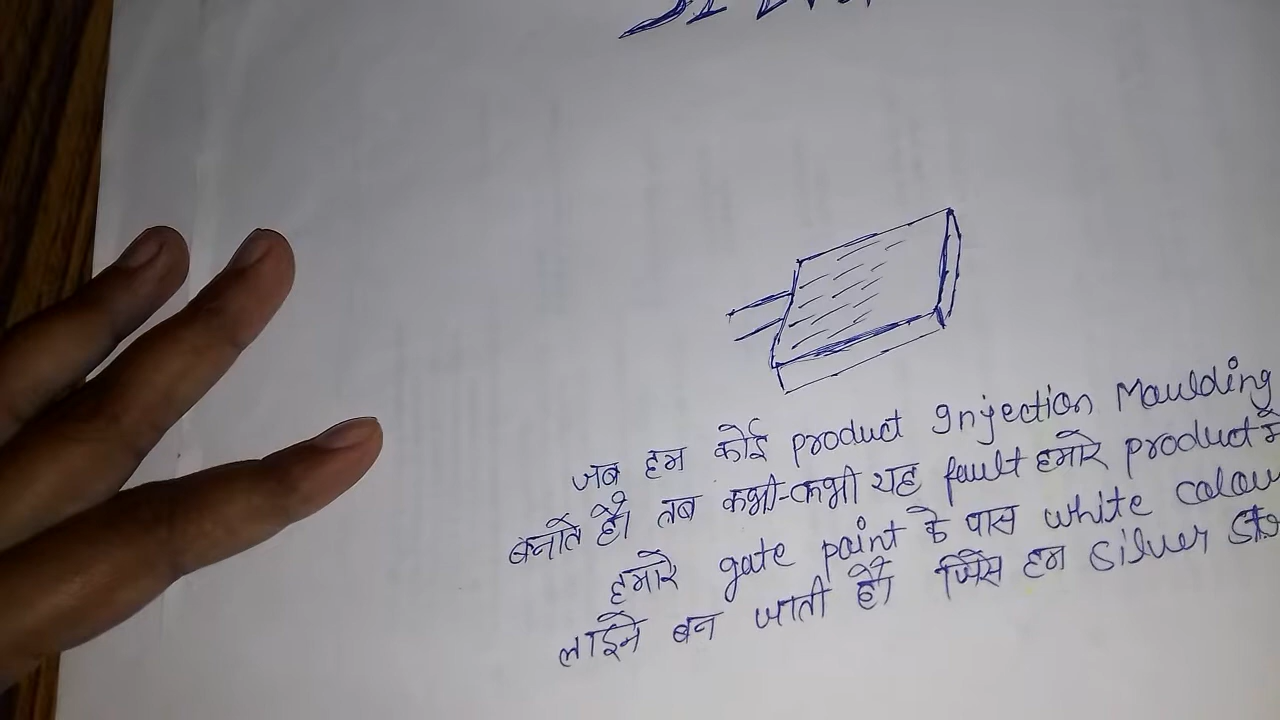 जब हम कोई product Injection Moulding
बनाते है। तब कभी-कभी यह fault हमारे product में
हमारे gate point के पास white
लाईने बन जाती है। जिसे हम Silver